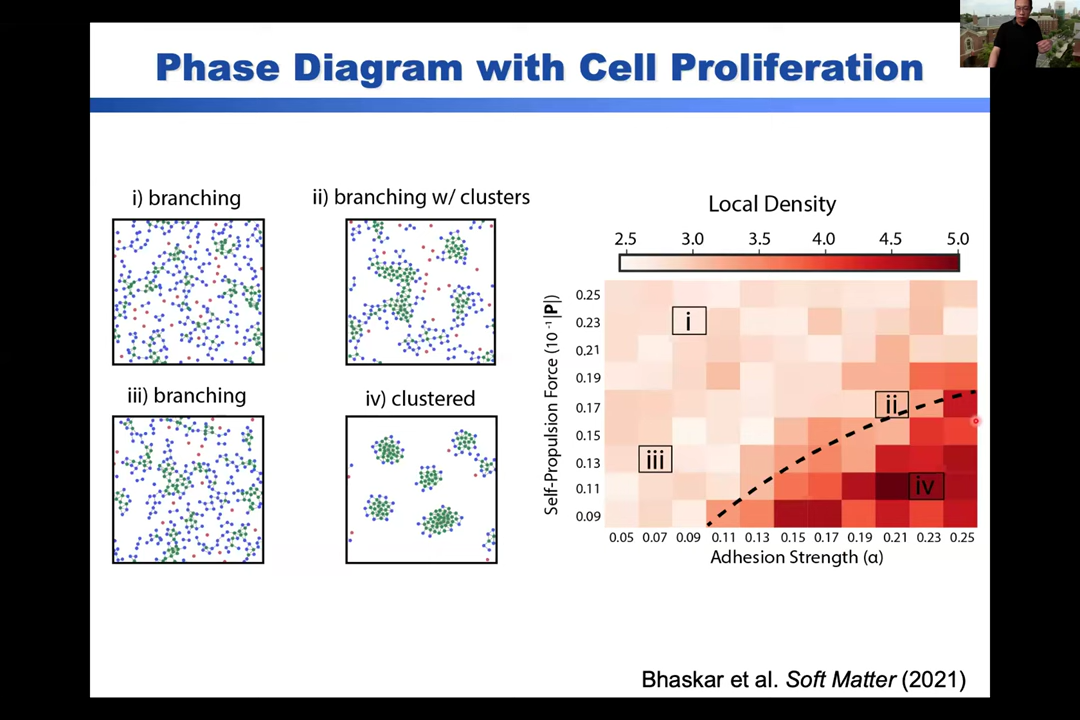 Phase Diagram with Cell Proliferation
i) branching
ii) branching w/ clusters
iii) branching
iv) clustered
Local Density
2.5 3.0 3.5 4.0 4.5 5.0
Self-Propulsion Force (10⁻¹|P|)
0.25
0.23
0.21
0.19
0.17
0.15
0.13
0.11
0.09
i
ii
iii
iv
0.05 0.07 0.09 0.11 0.13 0.15 0.17 0.19 0.21 0.23 0.25
Adhesion Strength (α)
Bhaskar et al. Soft Matter (2021)